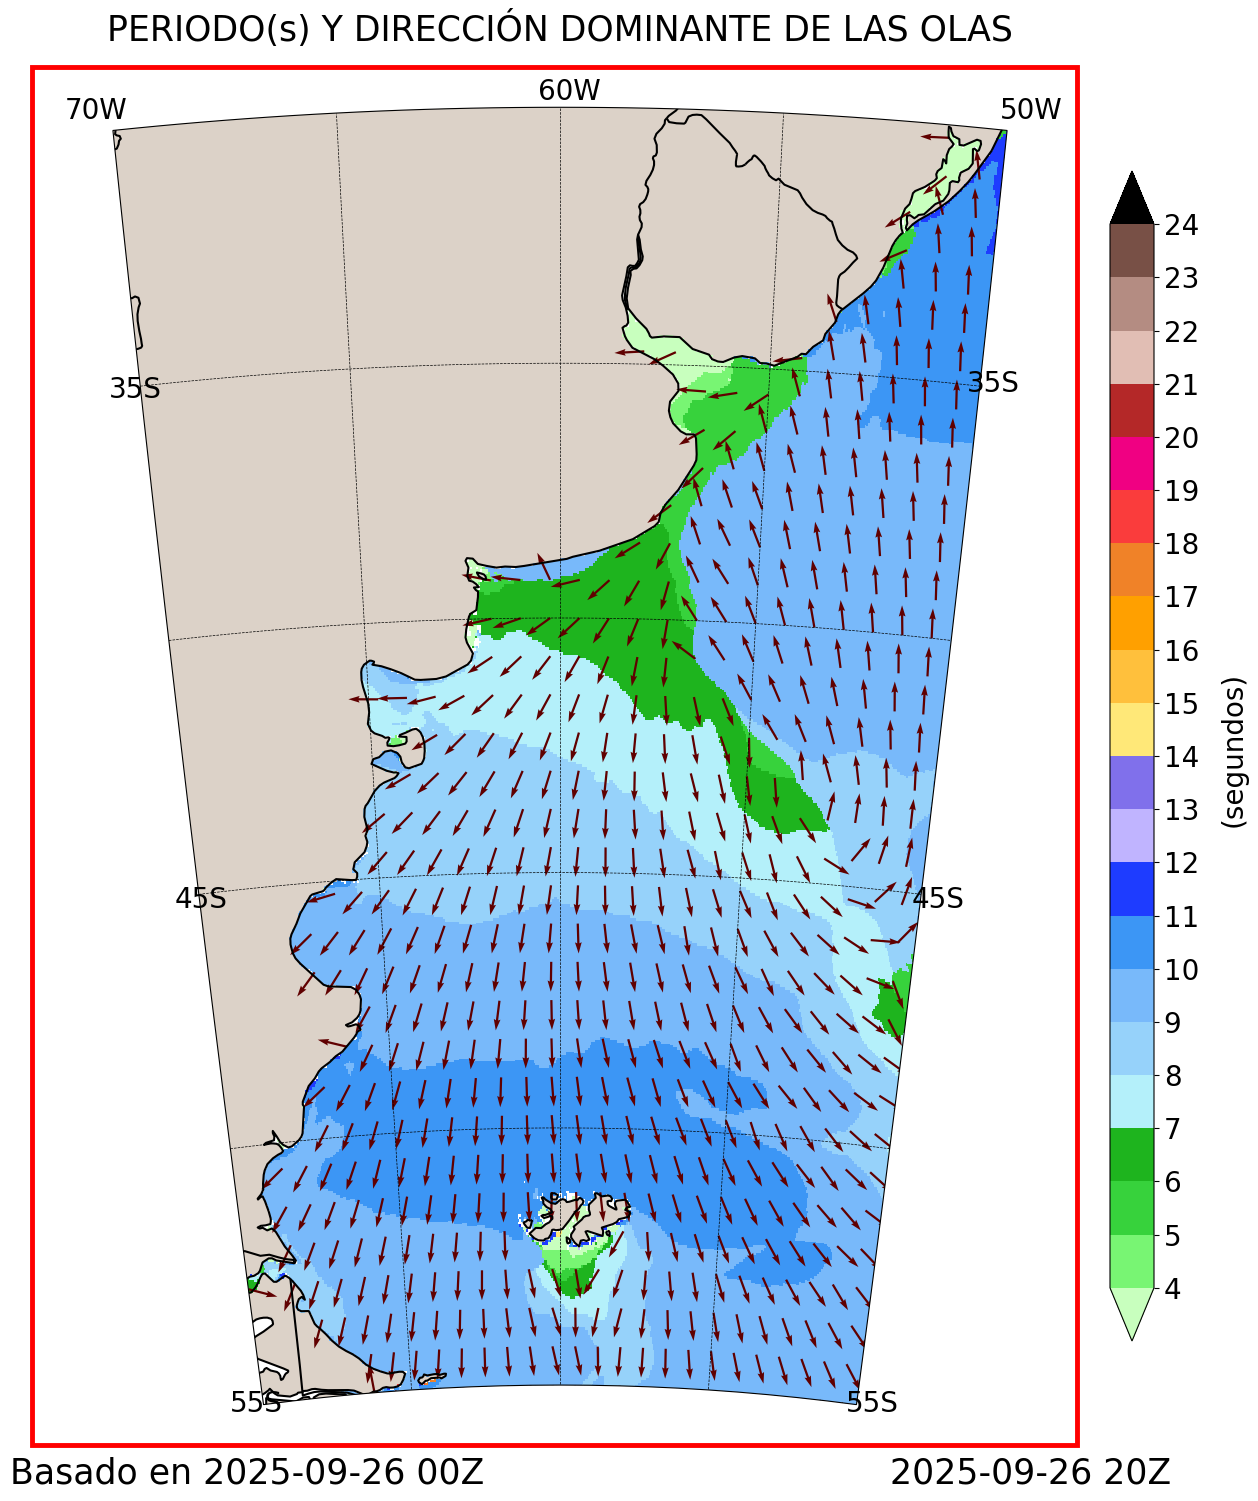 PERIODO(s) Y DIRECCIÓN DOMINANTE DE LAS OLAS
70W
60W
50W
35S
35S
45S
45S
55S
55S
24
23
22
21
20
19
18
17
16
15
14
13
12
11
10
9
8
7
6
5
4
(segundos)
Basado en 2025-09-26 00Z
2025-09-26 20Z